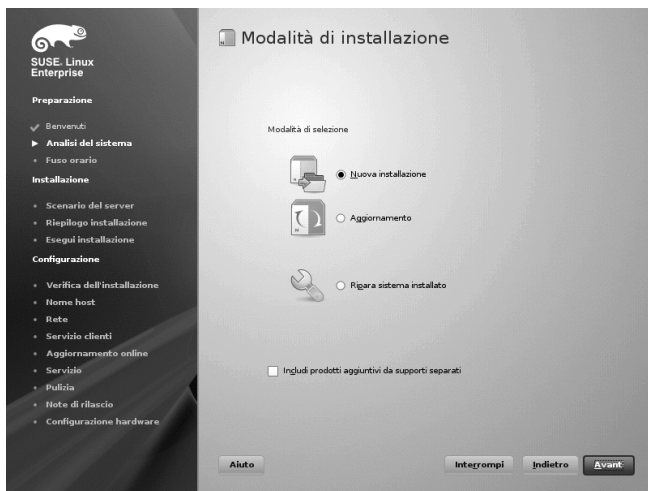 SUSE. Linux
Enterprise
Preparazione
Benvenuti
Analisi del sistema
Fuso orario
Installazione
Scenario del server
Riepilogo installazione
Esegui installazione
Configurazione
Verifica dell'installazione
Nome host
Rete
Servizio clienti
Aggiornamento online
Servizio
Pulizia
Note di rilascio
Configurazione hardware
Modalità di installazione
Modalità di selezione
Nuova installazione
Aggiornamento
Ripara sistema installato
Includi prodotti aggiuntivi da supporti separati
Aiuto
Interrompi
Indietro
Avanti